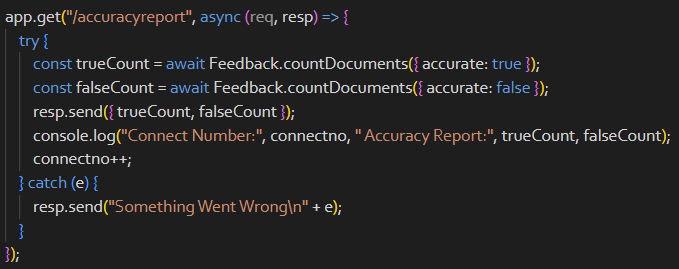 app.get("/accuracyreport", async (req, resp) => {
  try {
    const trueCount = await Feedback.countDocuments({ accurate: true });
    const falseCount = await Feedback.countDocuments({ accurate: false });
    resp.send({ trueCount, falseCount });
    console.log("Connect Number:", connectno, " Accuracy Report:", trueCount, falseCount);
    connectno++;
  } catch (e) {
    resp.send("Something Went Wrong\n" + e);
  }
});